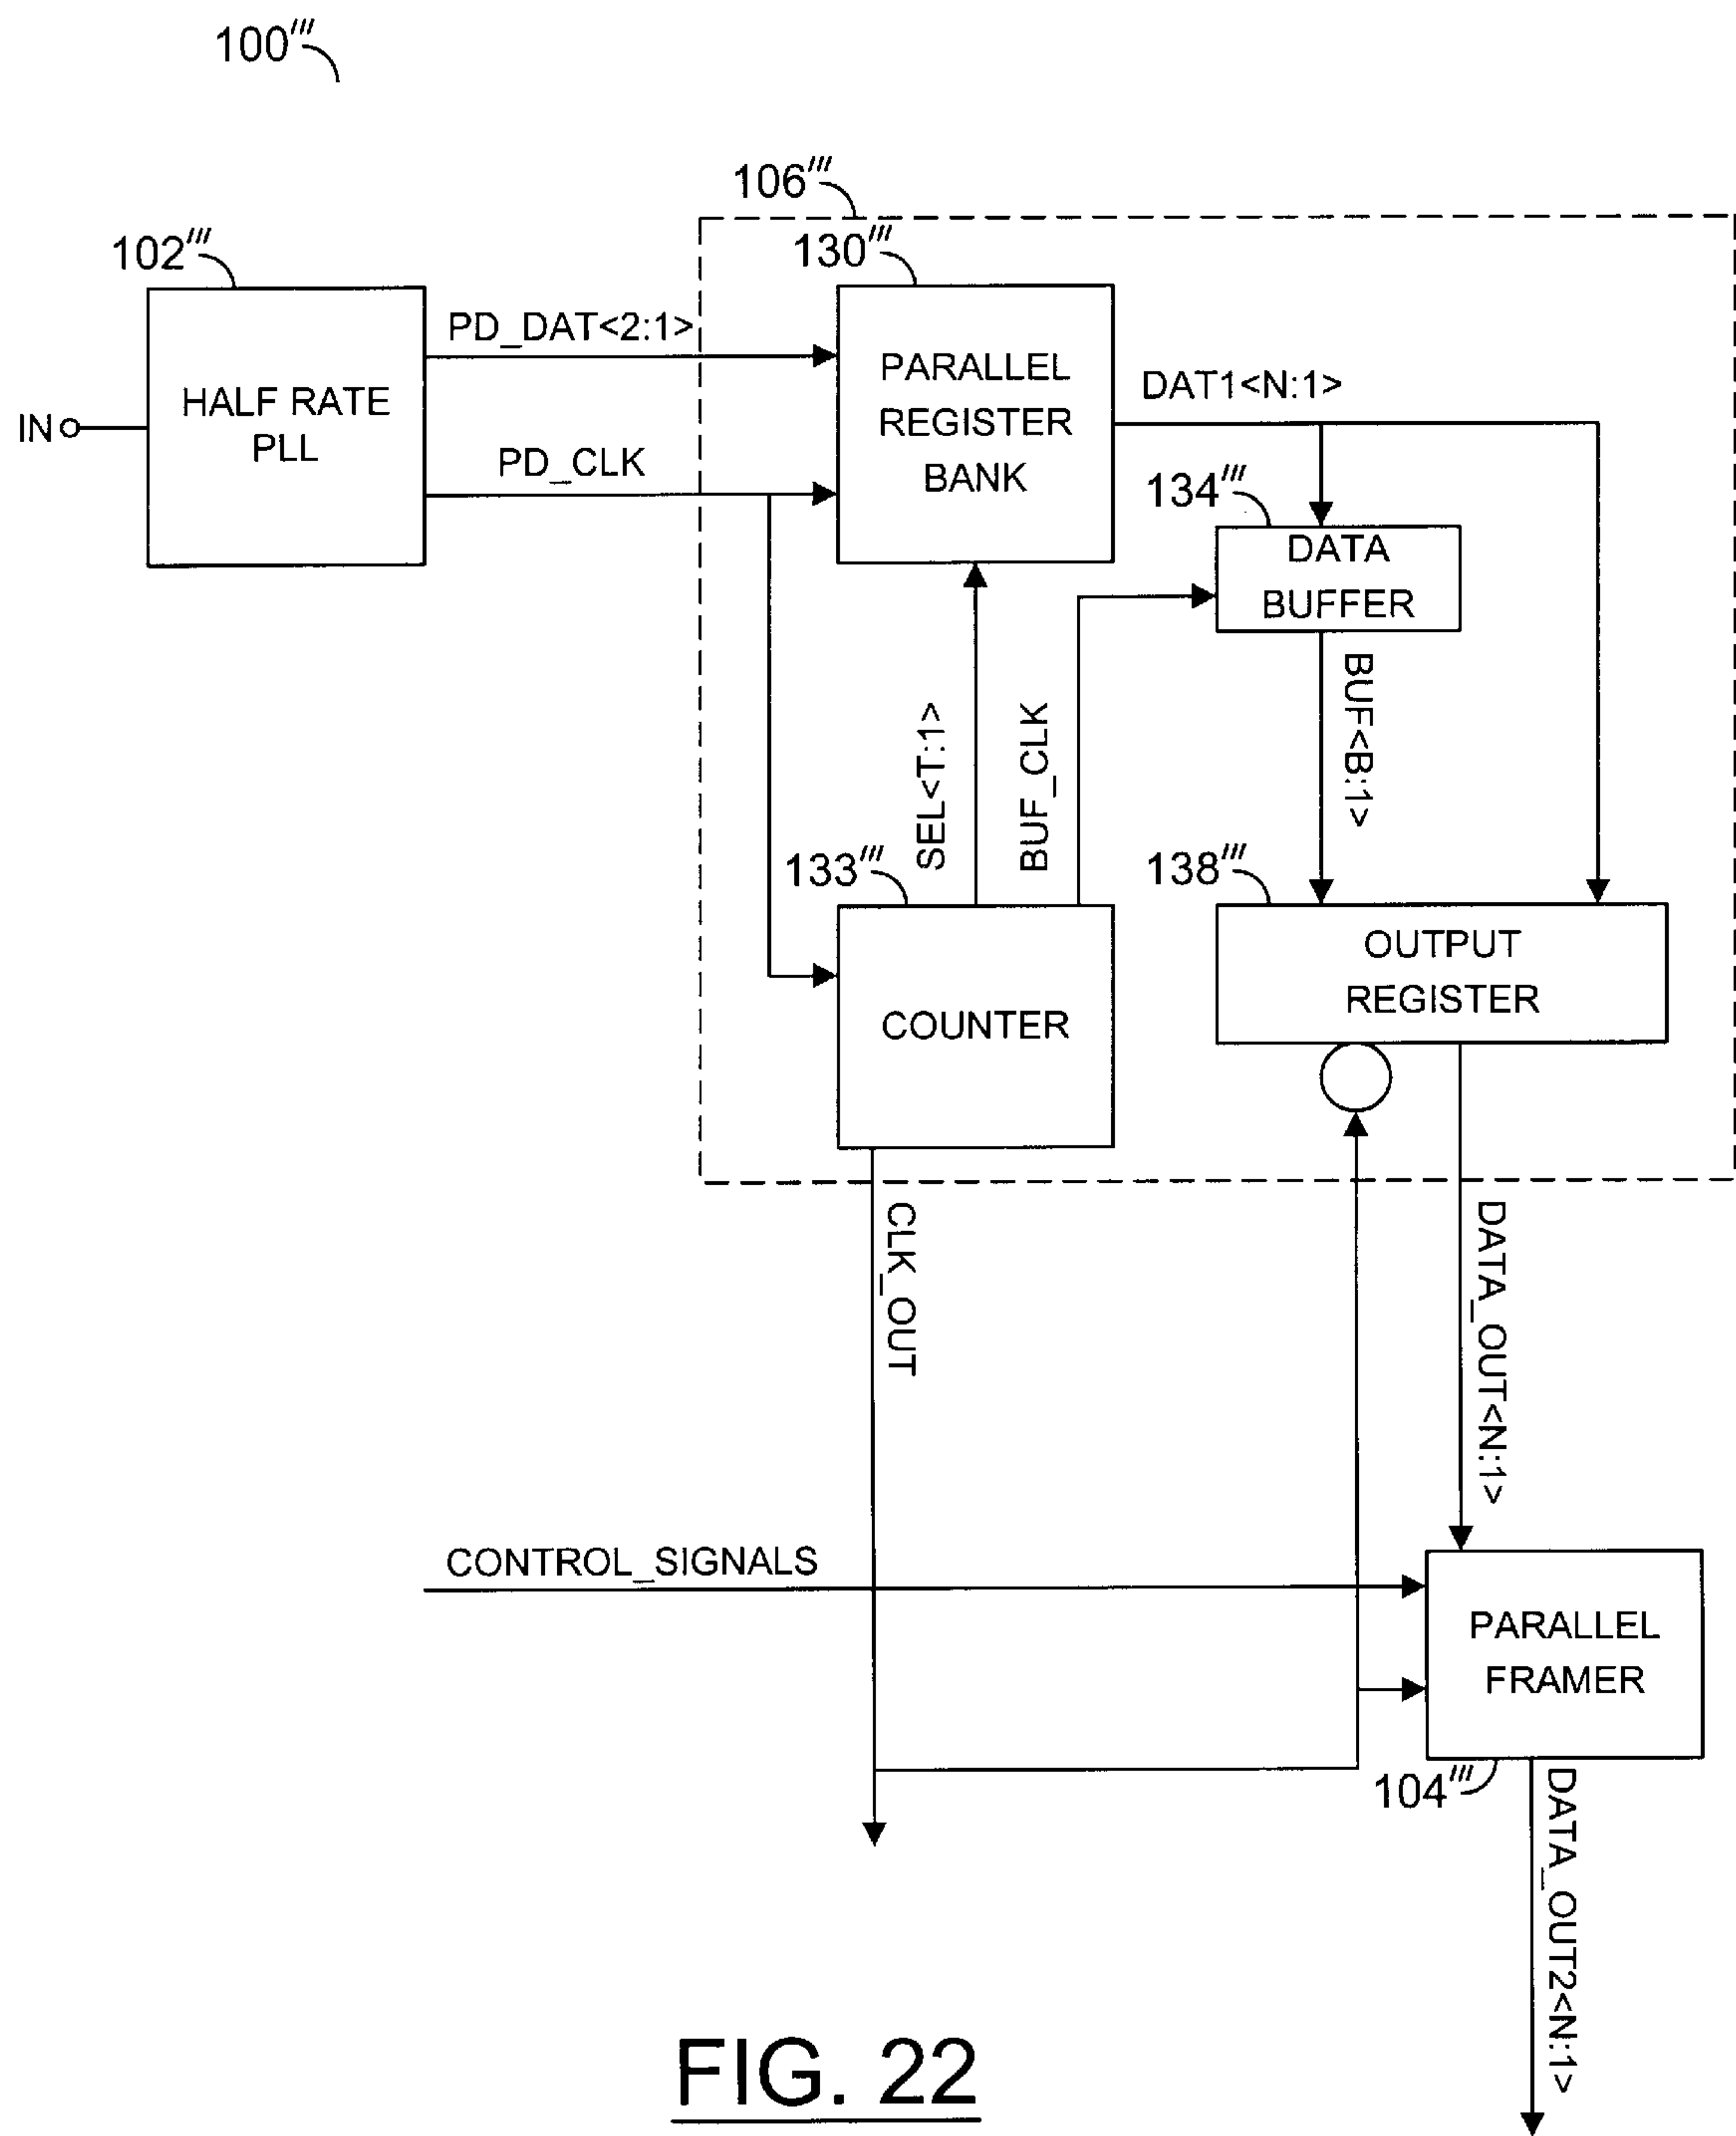 100‴
106‴
102‴
130‴
PD_DAT<2:1>
HALF RATE
PLL
IN
PD_CLK
PARALLEL
REGISTER
BANK
DAT1<N:1>
134‴
DATA
BUFFER
SEL<T:1>
BUF_CLK
BUF<B:1>
133‴
138‴
COUNTER
OUTPUT
REGISTER
CLK_OUT
DATA_OUT<N:1>
CONTROL_SIGNALS
PARALLEL
FRAMER
104‴
DATA_OUT2<N:1>
FIG. 22